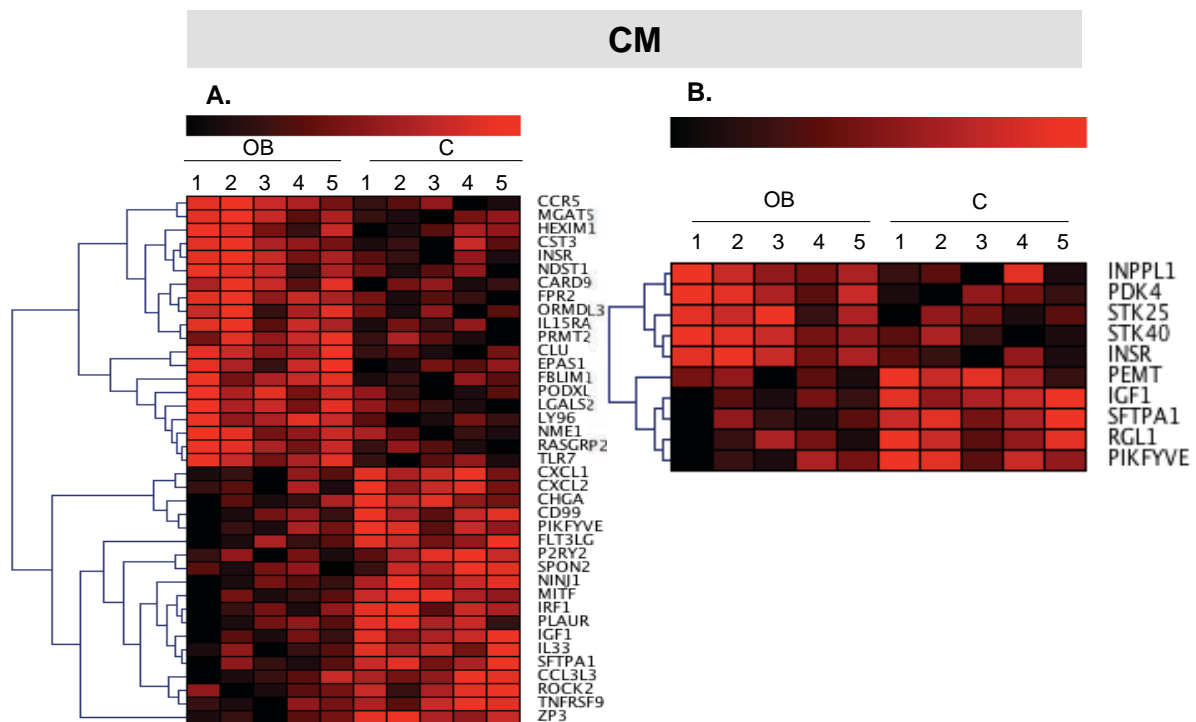 CM
A.
OB C
1 2 3 4 5 1 2 3 4 5
CCR5
MGAT5
HEXIM1
CST3
INSR
NDST1
CARD9
FPR2
ORMDL3
IL15RA
PRMT2
CLU
EPAS1
FBLIM1
PODXL
LGALS2
LY96
NME1
RASGRP2
TLR7
CXCL1
CXCL2
CHGA
CD99
PIKFYVE
FLT3LG
P2RY2
SPON2
NINJ1
MITF
IRF1
PLAUR
IGF1
IL33
SFTPA1
CCL3L3
ROCK2
TNFRSF9
ZP3
B.
OB C
1 2 3 4 5 1 2 3 4 5
INPPL1
PDK4
STK25
STK40
INSR
PEMT
IGF1
SFTPA1
RGL1
PIKFYVE